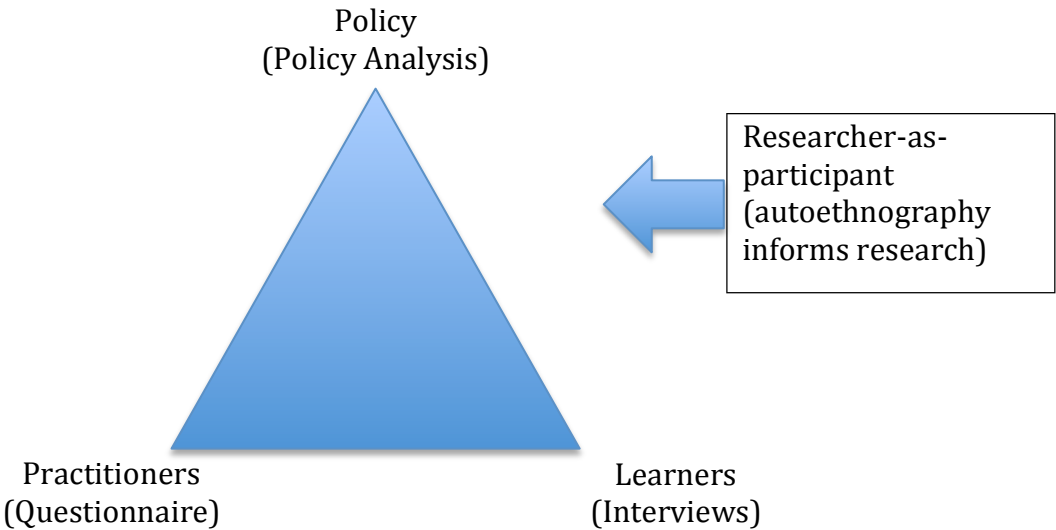 Policy
(Policy Analysis)
Researcher-as-
participant
(autoethnography
informs research)
Practitioners
(Questionnaire)
Learners
(Interviews)